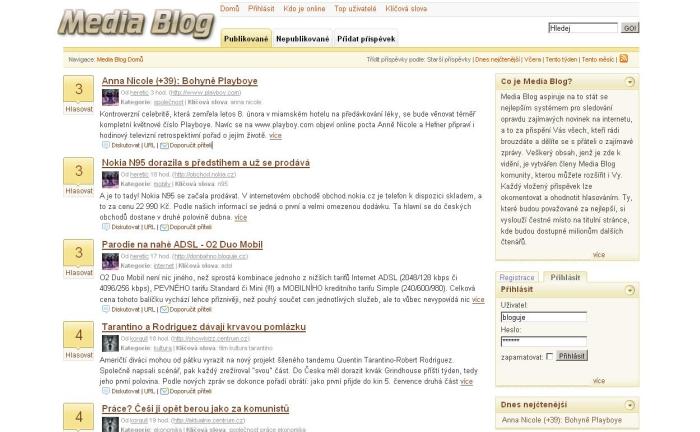 Media Blog
Domů Přihlásit Kdo je online Top uživatelé Klíčová slova
Publikované Nepublikované Přidat příspěvek
Hledej GO!
Navigace: Media Blog Domů
Třídit příspěvky podle: Starší příspěvky | Dnes nejčtenější | Včera | Tento týden | Tento měsíc |
3
Hlasovat
Anna Nicole (+39): Bohyně Playboye
Od heretic 3 hod. (http://www.playboy.com)
Kategorie: společnost | Klíčová slova: anna nicole
Kontroverzní celebrita, která zemřela letos 8. února v miamském hotelu na předávkování léky, se bude věnovat téměř
kompletní květnové číslo Playboye. Navíc se na www.playboy.com objeví online pocta Anně Nicole a Hefner připraví i
hodinový televizní retrospektivní pořad o jejím životě. více
Diskutovat | URL | Doporučit příteli
3
Hlasovat
Nokia N95 dorazila s předstihem a už se prodává
Od heretic 16 hod. (http://obchod.nokia.cz)
Kategorie: mobily | Klíčová slova: n95
A je to tady! Nokia N95 se začala prodávat. V internetovém obchodě obchod.nokia.cz je telefon k dispozici skladem, a
to za cenu 22 990 Kč. Podle našich informací se jedná o první a velmi omezenou dodávku. Ta hlavní se do českých
obchodů dostane v druhé polovině dubna. více
Diskutovat | URL | Doporučit příteli
3
Hlasovat
Parodie na nahé ADSL - O2 Duo Mobil
Od heretic 17 hod. (http://donbahno.bloguje.cz)
Kategorie: internet | Klíčová slova: adsl
O2 Duo Mobil není nic jiného, než sprostá kombinace jednoho z nižších tarifů Internet ADSL (2048/128 kbps či
4096/256 kbps), PEVNÉHO tarifu Standard či Mini (!!!) a MOBILNÍHO kreditního tarifu Simple (240/600/980). Celková
cena tohoto balíčku vychází lehce příznivěji, než pouhý součet cen jednotlivých služeb, ale to vůbec nevypovídá nic více
Diskutovat | URL | Doporučit příteli
4
Hlasovat
Tarantino a Rodriguez dávají krvavou pomlázku
Od korgull 18 hod. (http://showbizz.centrum.cz)
Kategorie: kultura | Klíčová slova: film kultura tarantino
Američtí diváci mohou od pátku vyrazit na nový projekt šíleného tandemu Quentin Tarantino-Robert Rodriguez.
Společně napsali scénář, pak každý zrežíroval "svou" část. Do Česka měl dorazit krvák Grindhouse příští týden, tedy
jeho první polovina. Podle nových zpráv se dokonce pořadí obrátí: jako první přijde do kin 5. července druhá část více
Diskutovat | URL | Doporučit příteli
4
Hlasovat
Práce? Češi ji opět berou jako za komunistů
Od korgull 19 hod. (http://aktualne.centrum.cz)
Kategorie: ekonomika | Klíčová slova: společnost práce ekonomika
Co je Media Blog?
Media Blog aspiruje na to stát se
nejlepším systémem pro sledování
opravdu zajímavých novinek na internetu,
a to za přispění Vás všech, kteří rádi
brouzdáte a dělíte se s přáteli o zajímavé
zprávy. Veškerý obsah, jenž je zde k
vidění, je vytvářen členy Media Blog
komunity, kterou můžete rozšířit i Vy.
Každý vložený příspěvek lze
okomentovat a ohodnotit hlasováním. Ty,
které budou považované za nejlepší, si
vyslouží čestné místo na titulní stránce,
kde budou dostupné milionům dalších
čtenářů.
více
Registrace Přihlásit
Přihlásit
Uživatel:
bloguje
Heslo:
******
zapamatovat: Přihlásit
více
Dnes nejčtenější
Anna Nicole (+39): Bohyně Playboye